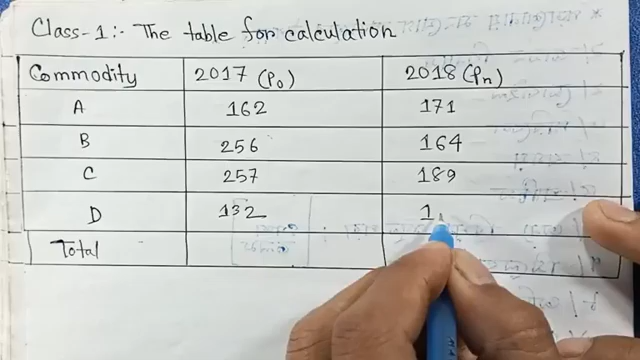 Class-1:- The table for calculation
Commodity 2017 (P₀) 2018 (Pn)
A 162 171
B 256 164
C 257 189
D 132 1
Total